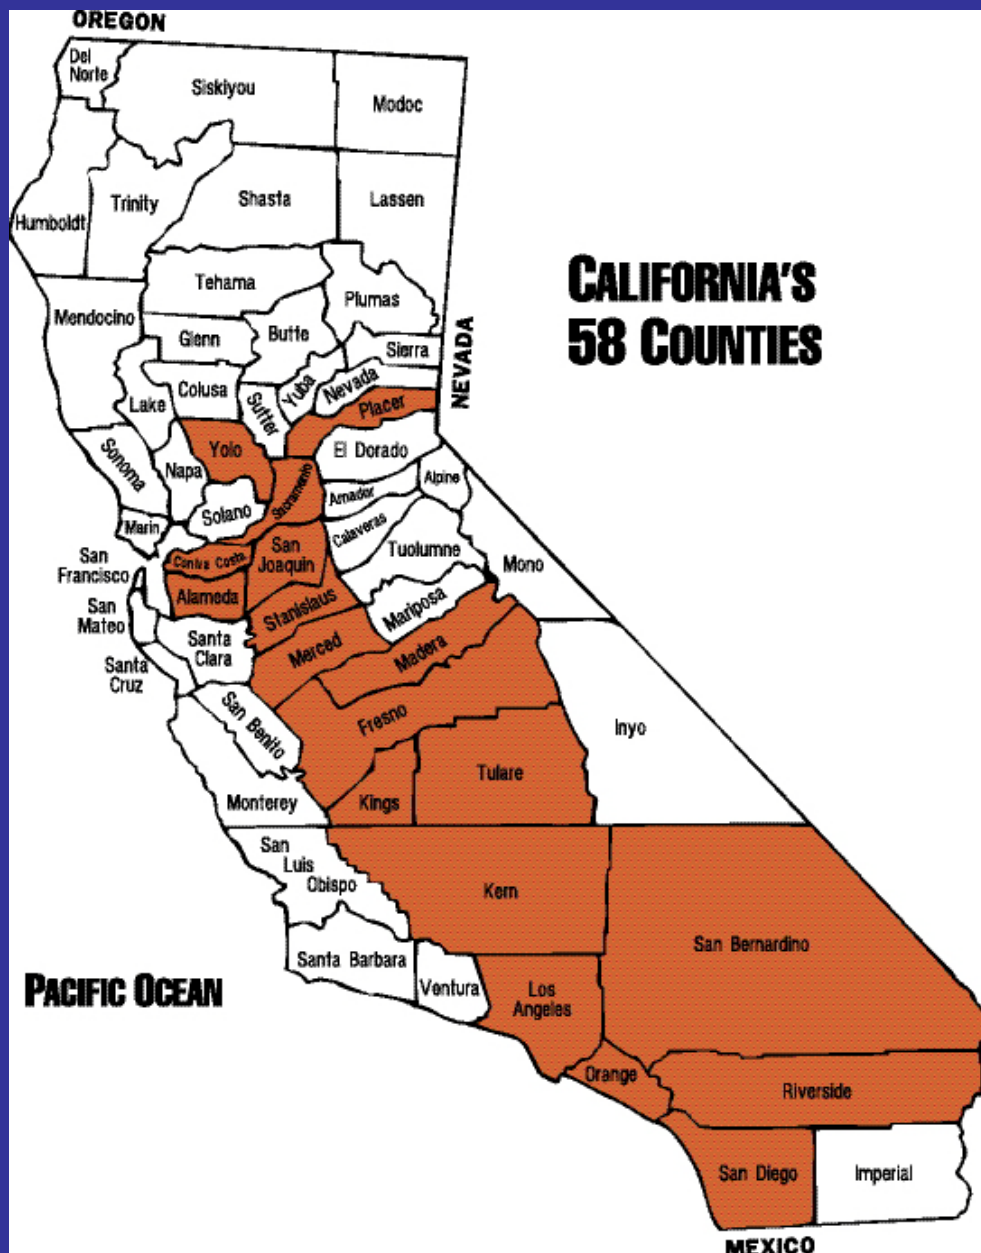 OREGON
Del
Norte
Siskiyou
Modoc
Humboldt
Trinity
Shasta
Lassen
Tehama
Plumas
CALIFORNIA'S
58 COUNTIES
Mendocino
Glenn
Butte
Sierra
NEVADA
Lake
Colusa
Sutter
Yuba
Nevada
Placer
Sonoma
Napa
Yolo
El Dorado
Sacramento
Amador
Alpine
Marin
Solano
Calaveras
Tuolumne
Mono
San
Francisco
Contra Costa
San
Joaquin
Alameda
Stanislaus
Mariposa
San
Mateo
Santa
Clara
Merced
Madera
Santa
Cruz
San Benito
Fresno
Inyo
Monterey
Kings
Tulare
San
Luis
Obispo
Kern
San Bernardino
Santa Barbara
Ventura
Los
Angeles
PACIFIC OCEAN
Orange
Riverside
San Diego
Imperial
MEXICO